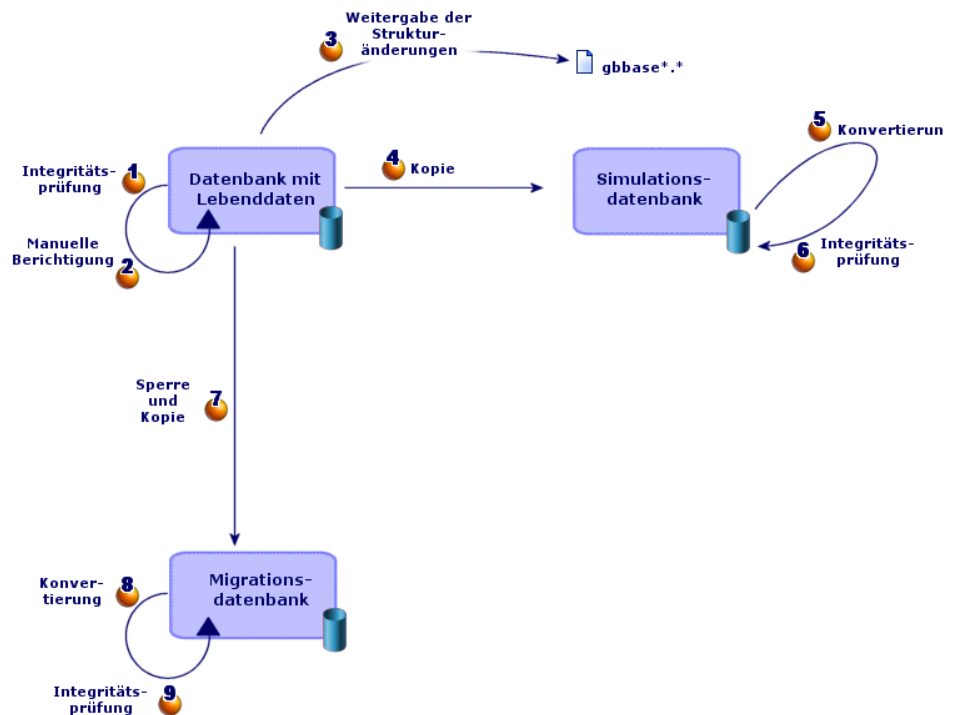 3
Weitergabe der
Struktur-
änderungen
gbbase*.*
1
Integritäts-
prüfung
Datenbank mit
Lebenddaten
2
Manuelle
Berichtigung
4
Kopie
Simulations-
datenbank
5
Konvertierun
6
Integritäts-
prüfung
7
Sperre
und
Kopie
Migrations-
datenbank
8
Konver-
tierung
9
Integritäts-
prüfung